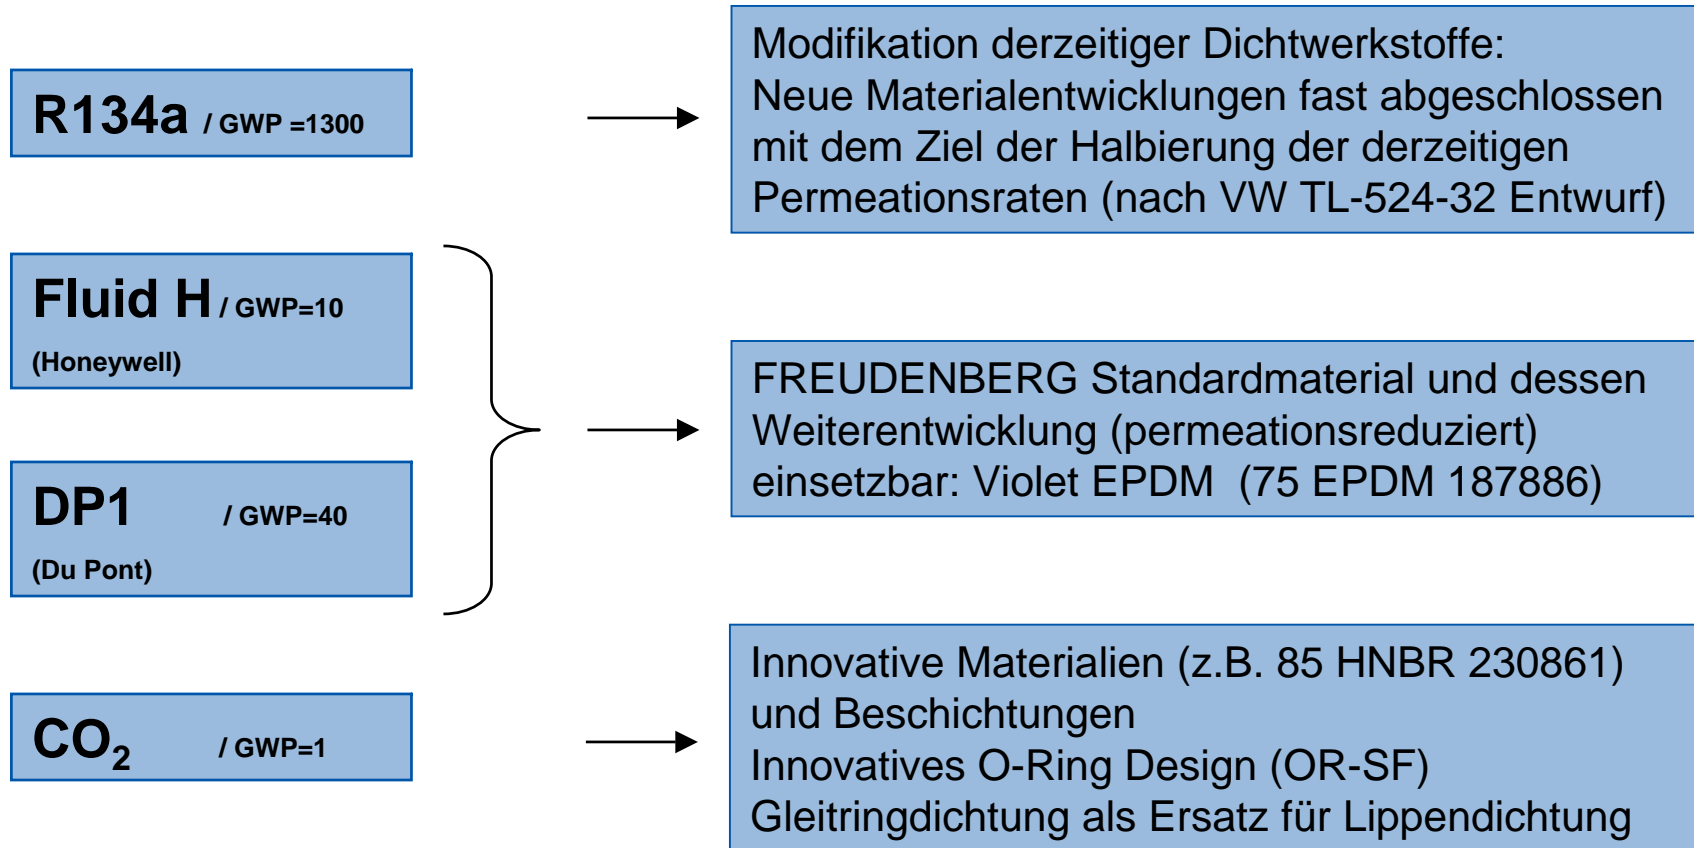 R134a / GWP =1300
Modifikation derzeitiger Dichtwerkstoffe:
Neue Materialentwicklungen fast abgeschlossen
mit dem Ziel der Halbierung der derzeitigen
Permeationsraten (nach VW TL-524-32 Entwurf)
Fluid H / GWP=10
(Honeywell)
DP1 / GWP=40
(Du Pont)
FREUDENBERG Standardmaterial und dessen
Weiterentwicklung (permeationsreduziert)
einsetzbar: Violet EPDM (75 EPDM 187886)
CO₂ / GWP=1
Innovative Materialien (z.B. 85 HNBR 230861)
und Beschichtungen
Innovatives O-Ring Design (OR-SF)
Gleitringdichtung als Ersatz für Lippendichtung